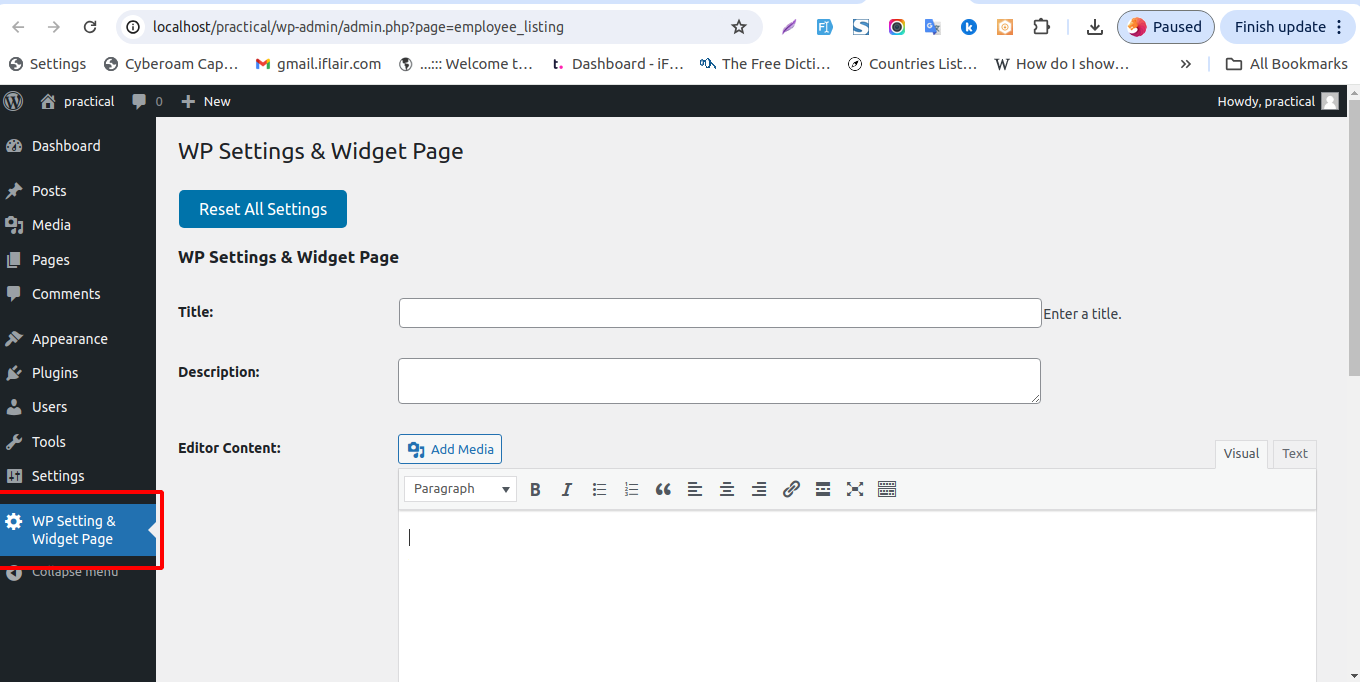 localhost/practical/wp-admin/admin.php?page=employee_listing
Paused
Finish update
Settings
Cyberoam Cap...
gmail.iflair.com
...::: Welcome t...
Dashboard - iF...
The Free Dicti...
Countries List...
How do I show...
»
All Bookmarks
practical
0
New
Howdy, practical
Dashboard
Posts
Media
Pages
Comments
Appearance
Plugins
Users
Tools
Settings
WP Setting &
Widget Page
Collapse menu
WP Settings & Widget Page
Reset All Settings
WP Settings & Widget Page
Title:
Enter a title.
Description:
Editor Content:
Add Media
Visual
Text
Paragraph
B
I